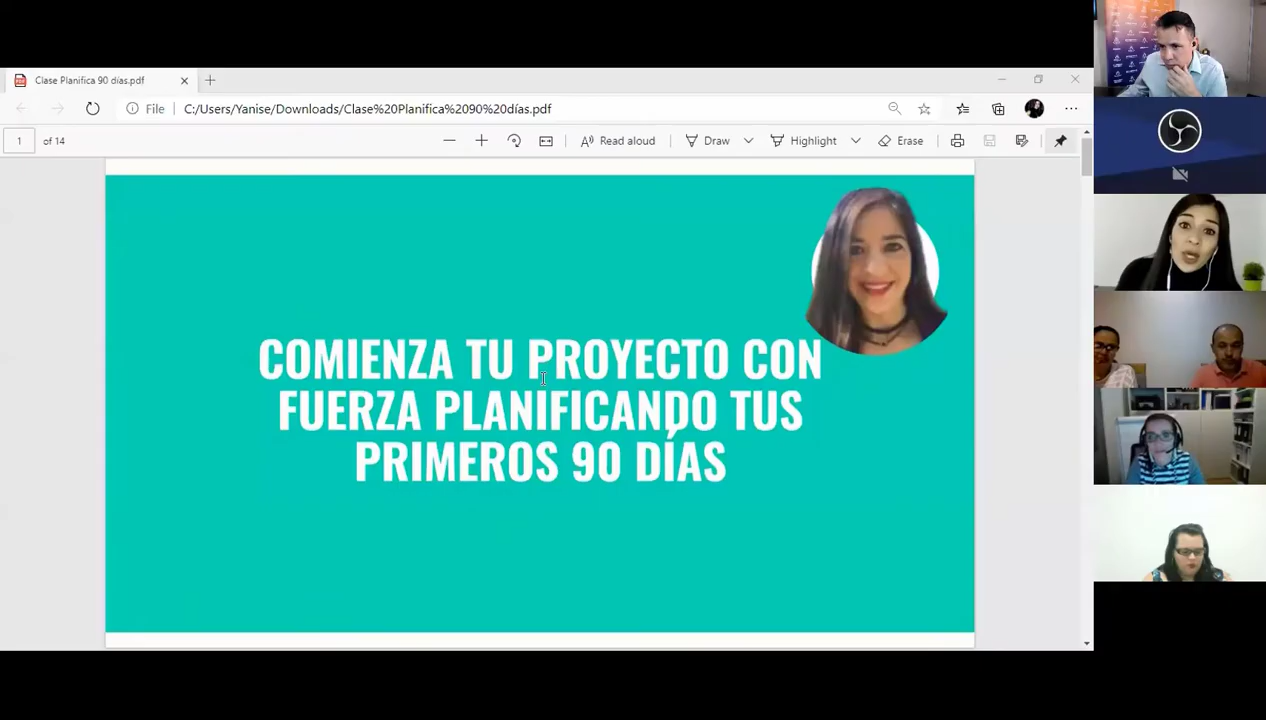 Clase Planifica 90 días.pdf
File C:/Users/Yanise/Downloads/Clase%20Planifica%2090%20días.pdf
1 of 14 Read aloud Draw Highlight Erase
COMIENZA TU PROYECTO CON
FUERZA PLANIFICANDO TUS
PRIMEROS 90 DÍAS